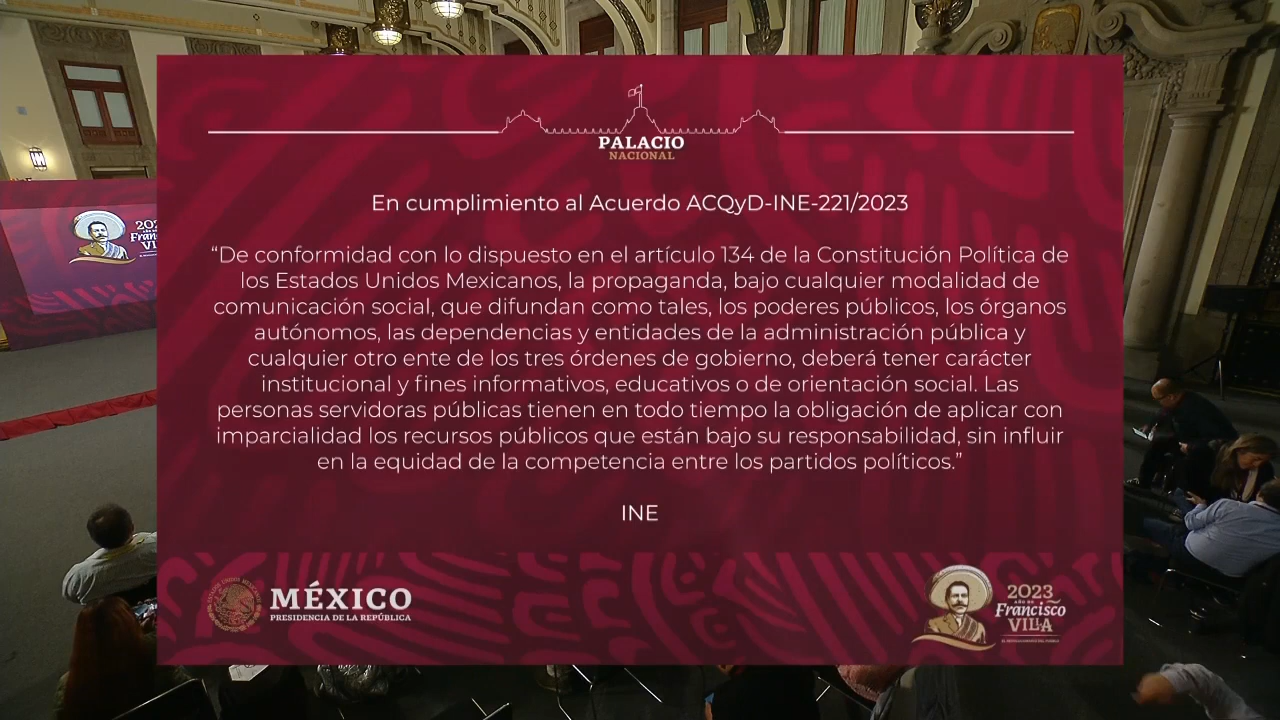 PALACIO
NACIONAL
En cumplimiento al Acuerdo ACQyD-INE-221/2023
“De conformidad con lo dispuesto en el artículo 134 de la Constitución Política de
los Estados Unidos Mexicanos, la propaganda, bajo cualquier modalidad de
comunicación social, que difundan como tales, los poderes públicos, los órganos
autónomos, las dependencias y entidades de la administración pública y
cualquier otro ente de los tres órdenes de gobierno, deberá tener carácter
institucional y fines informativos, educativos o de orientación social. Las
personas servidoras públicas tienen en todo tiempo la obligación de aplicar con
imparcialidad los recursos públicos que están bajo su responsabilidad, sin influir
en la equidad de la competencia entre los partidos políticos.”
INE
MÉXICO
PRESIDENCIA DE LA REPÚBLICA
2023
AÑO DE
Francisco
VILLA
EL REVOLUCIONARIO DEL PUEBLO